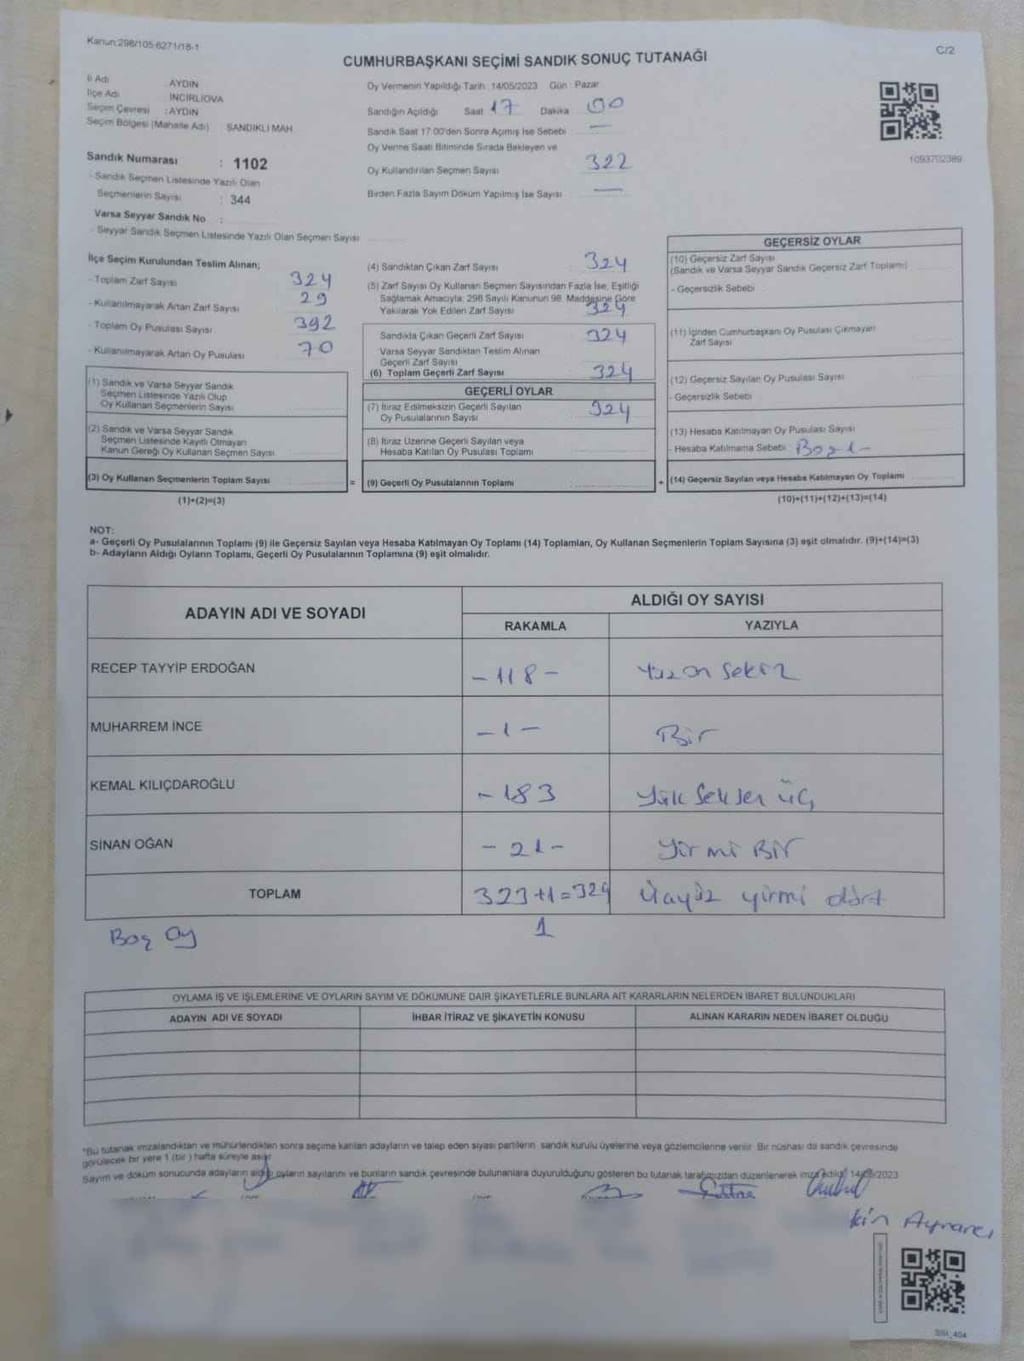 Kanun:298/105-6271/18-1
C/2
CUMHURBAŞKANI SEÇİMİ SANDIK SONUÇ TUTANAĞI
İl Adı : AYDIN
İlçe Adı : İNCİRLİOVA
Seçim Çevresi : AYDIN
Seçim Bölgesi (Mahalle Adı) SANDIKLI MAH
Sandık Numarası : 1102
- Sandık Seçmen Listesinde Yazılı Olan
Seçmenlerin Sayısı : 344
Varsa Seyyar Sandık No :
- Seyyar Sandık Seçmen Listesinde Yazılı Olan Seçmen Sayısı
Oy Vermenin Yapıldığı Tarih : 14/05/2023 Gün : Pazar
Sandığın Açıldığı Saat 17 Dakika 00
Sandık Saat 17.00'den Sonra Açımış İse Sebebi —
Oy Verme Saati Bitiminde Sırada Bekleyen ve
Oy Kullandırılan Seçmen Sayısı 322
Birden Fazla Sayım Döküm Yapılmış İse Sayısı —
1093702389
İlçe Seçim Kurulundan Teslim Alınan;
- Toplam Zarf Sayısı 324
- Kullanılmayarak Artan Zarf Sayısı 29
- Toplam Oy Pusulası Sayısı 392
- Kullanılmayarak Artan Oy Pusulası 70
(1) Sandık ve Varsa Seyyar Sandık
Seçmen Listesinde Yazılı Olup
Oy Kullanan Seçmenlerin Sayısı
(2) Sandık ve Varsa Seyyar Sandık
Seçmen Listesinde Kayıtlı Olmayan
Kanun Gereği Oy Kullanan Seçmen Sayısı
(3) Oy Kullanan Seçmenlerin Toplam Sayısı
(1)+(2)=(3)
=
(4) Sandıktan Çıkan Zarf Sayısı 324
(5) Zarf Sayısı Oy Kullanan Seçmen Sayısından Fazla İse, Eşitliği
Sağlamak Amacıyla, 298 Sayılı Kanunun 98. Maddesine Göre
Yakılarak Yok Edilen Zarf Sayısı 324
Sandıkta Çıkan Geçerli Zarf Sayısı 324
Varsa Seyyar Sandıktan Teslim Alınan
Geçerli Zarf Sayısı
(6) Toplam Geçerli Zarf Sayısı 324
GEÇERLİ OYLAR
(7) İtiraz Edilmeksizin Geçerli Sayılan 324
Oy Pusulalarının Sayısı
(8) İtiraz Üzerine Geçerli Sayılan veya
Hesaba Katılan Oy Pusulası Toplamı
(9) Geçerli Oy Pusulalarının Toplamı
+
GEÇERSİZ OYLAR
(10) Geçersiz Zarf Sayısı
(Sandık ve Varsa Seyyar Sandık Geçersiz Zarf Toplamı)
- Geçersizlik Sebebi
(11) İçinden Cumhurbaşkanı Oy Pusulası Çıkmayan
Zarf Sayısı
(12) Geçersiz Sayılan Oy Pusulası Sayısı
- Geçersizlik Sebebi
(13) Hesaba Katılmayan Oy Pusulası Sayısı
- Hesaba Katılmama Sebebi : Boş 1 -
(14) Geçersiz Sayılan veya Hesaba Katılmayan Oy Toplamı
(10)+(11)+(12)+(13)=(14)
NOT:
a- Geçerli Oy Pusulalarının Toplamı (9) ile Geçersiz Sayılan veya Hesaba Katılmayan Oy Toplamı (14) Toplamları, Oy Kullanan Seçmenlerin Toplam Sayısına (3) eşit olmalıdır. (9)+(14)=(3)
b- Adayların Aldığı Oyların Toplamı, Geçerli Oy Pusulalarının Toplamına (9) eşit olmalıdır.
ADAYIN ADI VE SOYADI
ALDIĞI OY SAYISI
RAKAMLA YAZIYLA
RECEP TAYYİP ERDOĞAN - 118 - Yüzon Sekiz
MUHARREM İNCE - 1 - Bir
KEMAL KILIÇDAROĞLU - 183 Yük Seksen üç
SİNAN OĞAN - 21 - Yirmi Bir
TOPLAM 323+1=324 Üçyüz yirmi dört
Boş oy 1
OYLAMA İŞ VE İŞLEMLERİNE VE OYLARIN SAYIM VE DÖKÜMÜNE DAİR ŞİKAYETLERLE BUNLARA AİT KARARLARIN NELERDEN İBARET BULUNDUKLARI
ADAYIN ADI VE SOYADI İHBAR İTİRAZ VE ŞİKAYETİN KONUSU ALINAN KARARIN NEDEN İBARET OLDUĞU
"Bu tutanak imzalandıktan ve mühürlendikten sonra seçime katılan adayların ve talep eden siyasi partilerin sandık kurulu üyelerine veya gözlemcilerine verilir. Bir nüshası da sandık çevresinde
görülecek bir yere 1 (bir) hafta süreyle asılır.
Sayım ve döküm sonucunda adayların aldığı oyların sayılarını ve bunların sandık çevresinde bulunanlara duyurulduğunu gösteren bu tutanak tarafımızdan düzenlenerek imzalandı. 14/05/2023